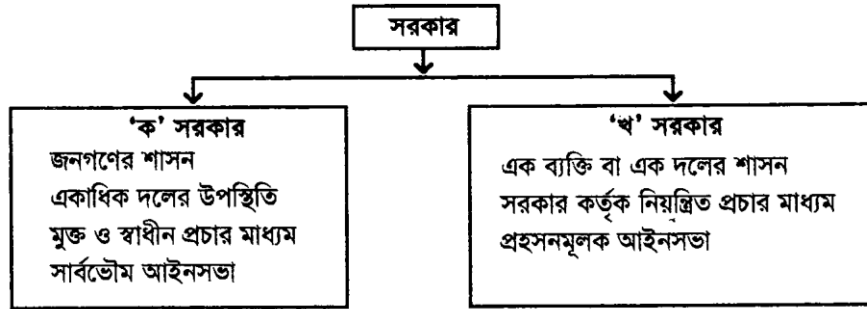 সরকার
‘ক’ সরকার
জনগণের শাসন
একাধিক দলের উপস্থিতি
মুক্ত ও স্বাধীন প্রচার মাধ্যম
সার্বভৌম আইনসভা
‘খ’ সরকার
এক ব্যক্তি বা এক দলের শাসন
সরকার কর্তৃক নিয়ন্ত্রিত প্রচার মাধ্যম
প্রহসনমূলক আইনসভা